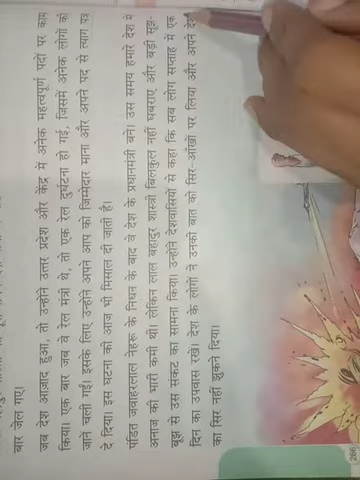 बार जेल गए।
जब देश आज़ाद हुआ, तो उन्होंने उत्तर प्रदेश और केंद्र में अनेक महत्वपूर्ण पदों पर काम
किया। एक बार जब वे रेल मंत्री थे, तो एक रेल दुर्घटना हो गई, जिसमें अनेक लोगों की
जानें चली गईं। इसके लिए उन्होंने अपने आप को जिम्मेदार माना और अपने पद से त्याग पत्र
दे दिया। इस घटना को आज भी मिसाल दी जाती है।
पंडित जवाहरलाल नेहरू के निधन के बाद वे देश के प्रधानमंत्री बने। उस समय हमारे देश में
अनाज की भारी कमी थी। लेकिन लाल बहादुर शास्त्री बिलकुल नहीं घबराए और बड़ी सूझ-
बूझ से उस संकट का सामना किया। उन्होंने देशवासियों से कहा कि सब लोग सप्ताह में एक
दिन का उपवास रखें। देश के लोगों ने उनकी बात को सिर-आँखों पर लिया और अपने देश
का सिर नहीं झुकने दिया।
266